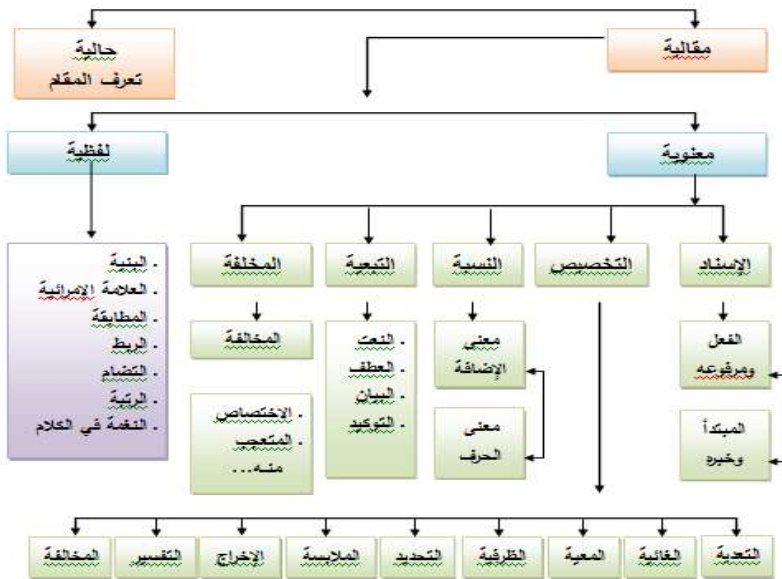 مقالية
حالية
تعرف المقام
معنوية
لفظية
الإسناد
التخصيص
النسبة
التبعية
المخلفة
. البنية
. العلامة الإمرائية
. المطابقة
. الربط
. التضام
. الرتبة
. النغمة في الكلام
الفعل
ومرفوعه
المبتدأ
وخبره
معنى
الإضافة
معنى
الحرف
. النعت
. العطف
. البيان
. التوكيد
المخالفة
. الاختصاص
. المتعجب
منه...
التعدية
الغائية
المعية
الظرفية
التحديد
الملابسة
الإخراج
التفسير
المخالفة